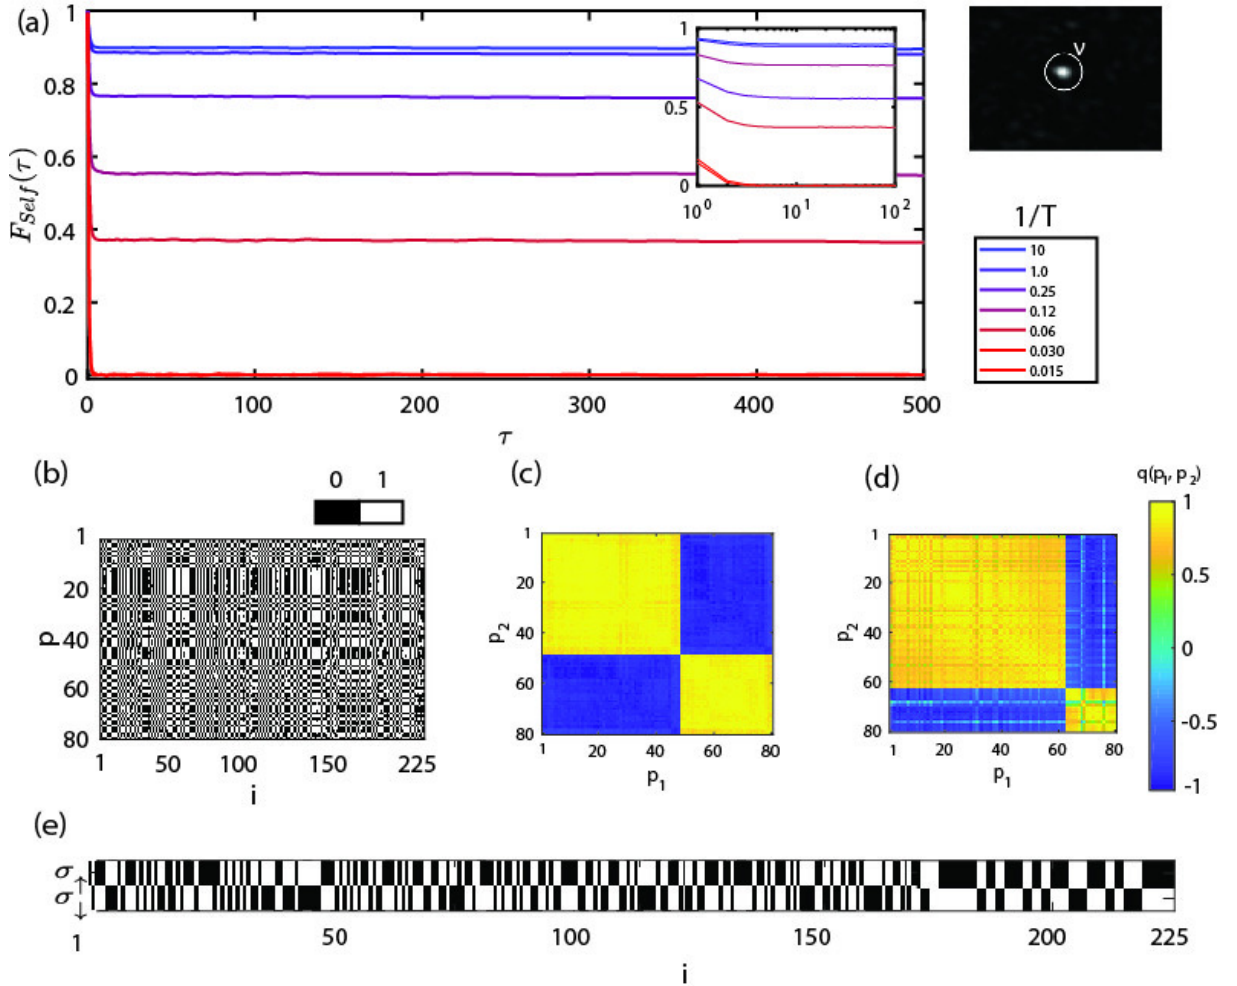 (a)
1
0.8
0.6
0.4
0.2
0
F_Self(τ)
0 100 200 300 400 500
τ
1
0.5
0
10^0 10^1 10^2
ν
1/T
10
1.0
0.25
0.12
0.06
0.030
0.015
(b)
0 1
1
20
40
60
80
p
1 50 100 150 225
i
(c)
1
20
40
60
80
p_2
1 20 40 60 80
p_1
(d)
1
20
40
60
80
p_2
1 20 40 60 80
p_1
q(p_1, p_2)
1
0.5
0
-0.5
-1
(e)
σ↑
σ↓
1 50 100 150 200 225
i